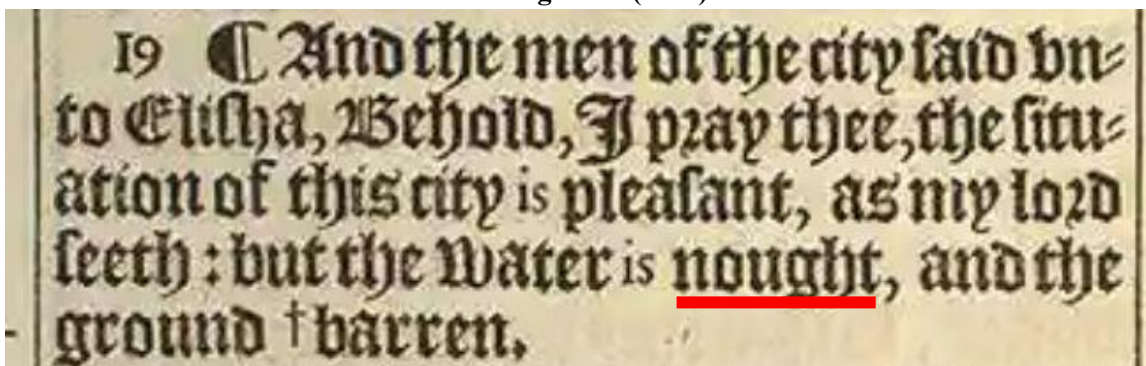 19 ¶ And the men of the city ſaid vn⸗
to Eliſha, Behold, I pray thee, the ſitu⸗
ation of this city is pleaſant, as my lord
ſeeth: but the water is nought, and the
ground † barren.